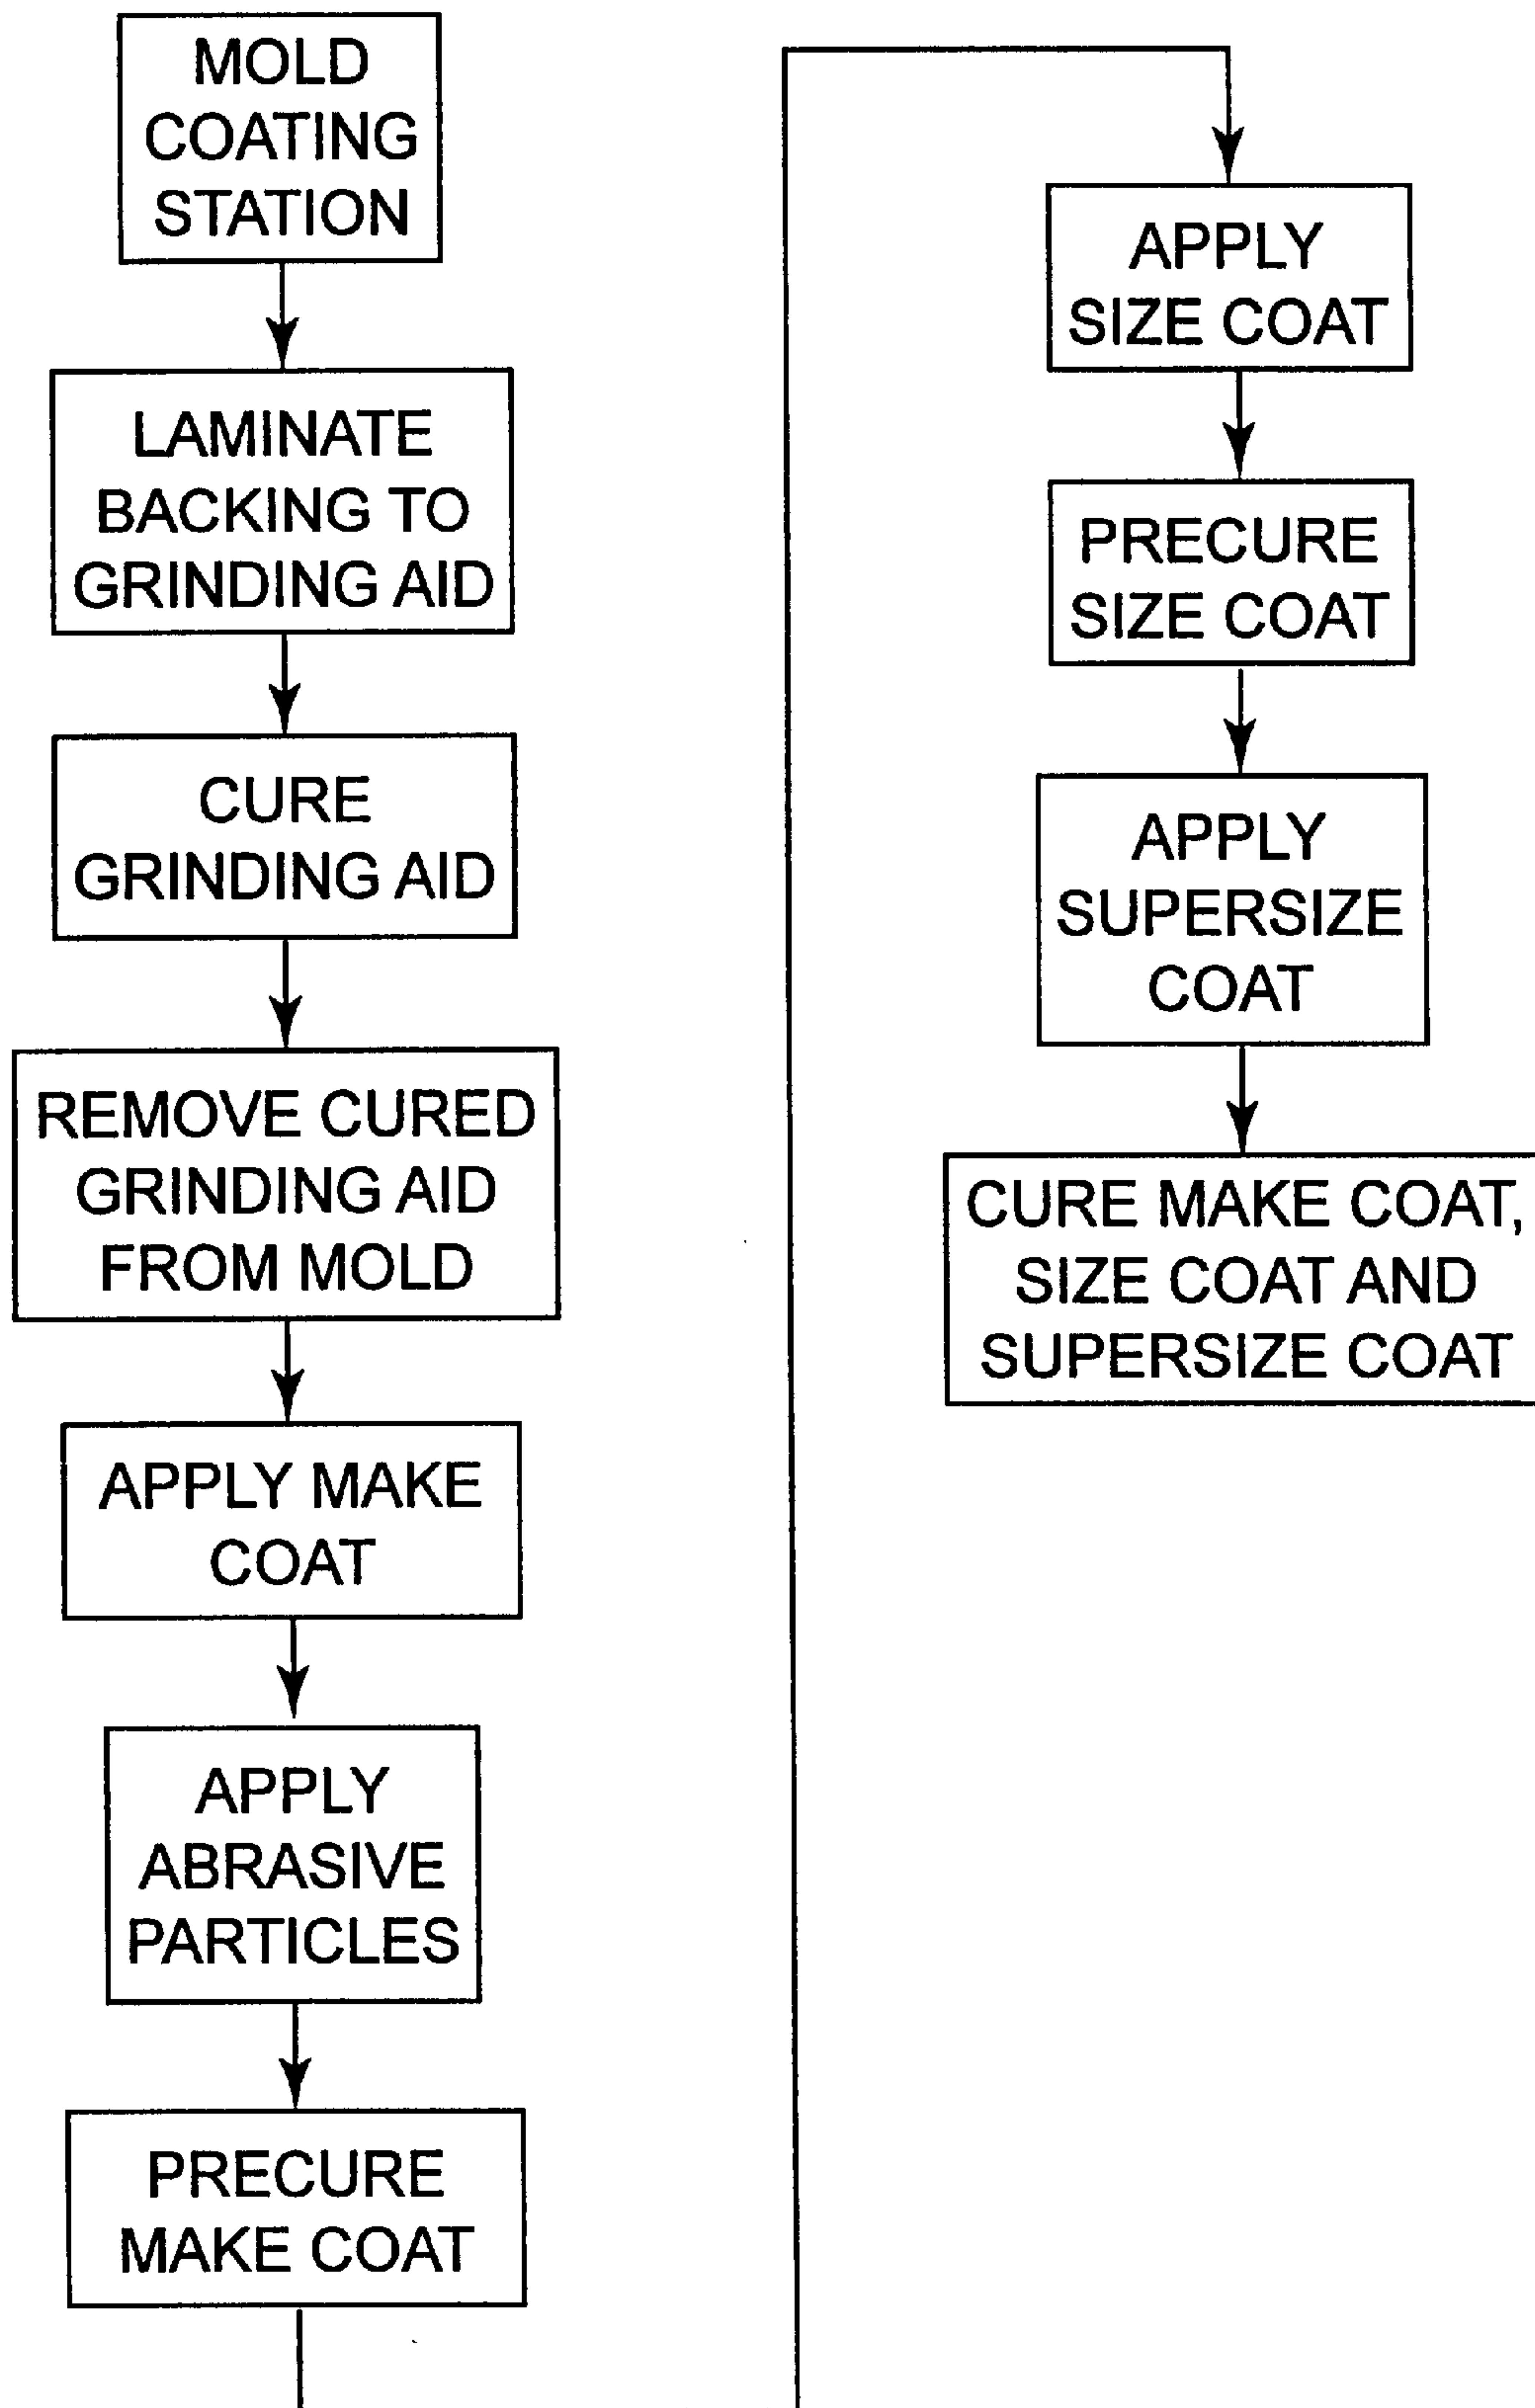 MOLD
COATING
STATION
LAMINATE
BACKING TO
GRINDING AID
CURE
GRINDING AID
REMOVE CURED
GRINDING AID
FROM MOLD
APPLY MAKE
COAT
APPLY
ABRASIVE
PARTICLES
PRECURE
MAKE COAT
APPLY
SIZE COAT
PRECURE
SIZE COAT
APPLY
SUPERSIZE
COAT
CURE MAKE COAT,
SIZE COAT AND
SUPERSIZE COAT